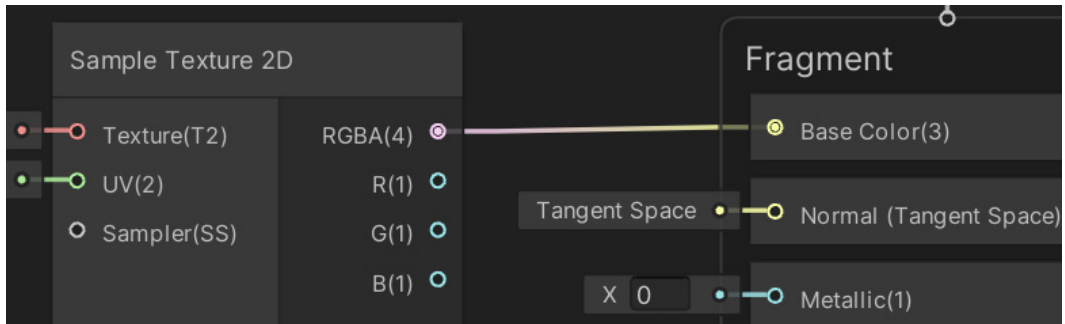 Sample Texture 2D
Texture(T2)
UV(2)
Sampler(SS)
RGBA(4)
R(1)
G(1)
B(1)
Fragment
Base Color(3)
Tangent Space
Normal (Tangent Space)
X 0
Metallic(1)